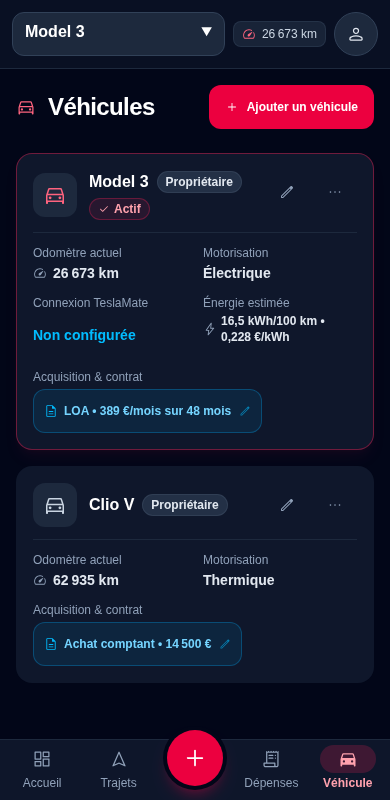 Model 3
26 673 km
Véhicules
Ajouter un véhicule
Model 3 Propriétaire
Actif
Odomètre actuel
Motorisation
26 673 km
Électrique
Connexion TeslaMate
Énergie estimée
Non configurée
16,5 kWh/100 km •
0,228 €/kWh
Acquisition & contrat
LOA • 389 €/mois sur 48 mois
Clio V Propriétaire
Odomètre actuel
Motorisation
62 935 km
Thermique
Acquisition & contrat
Achat comptant • 14 500 €
Accueil
Trajets
Dépenses
Véhicule